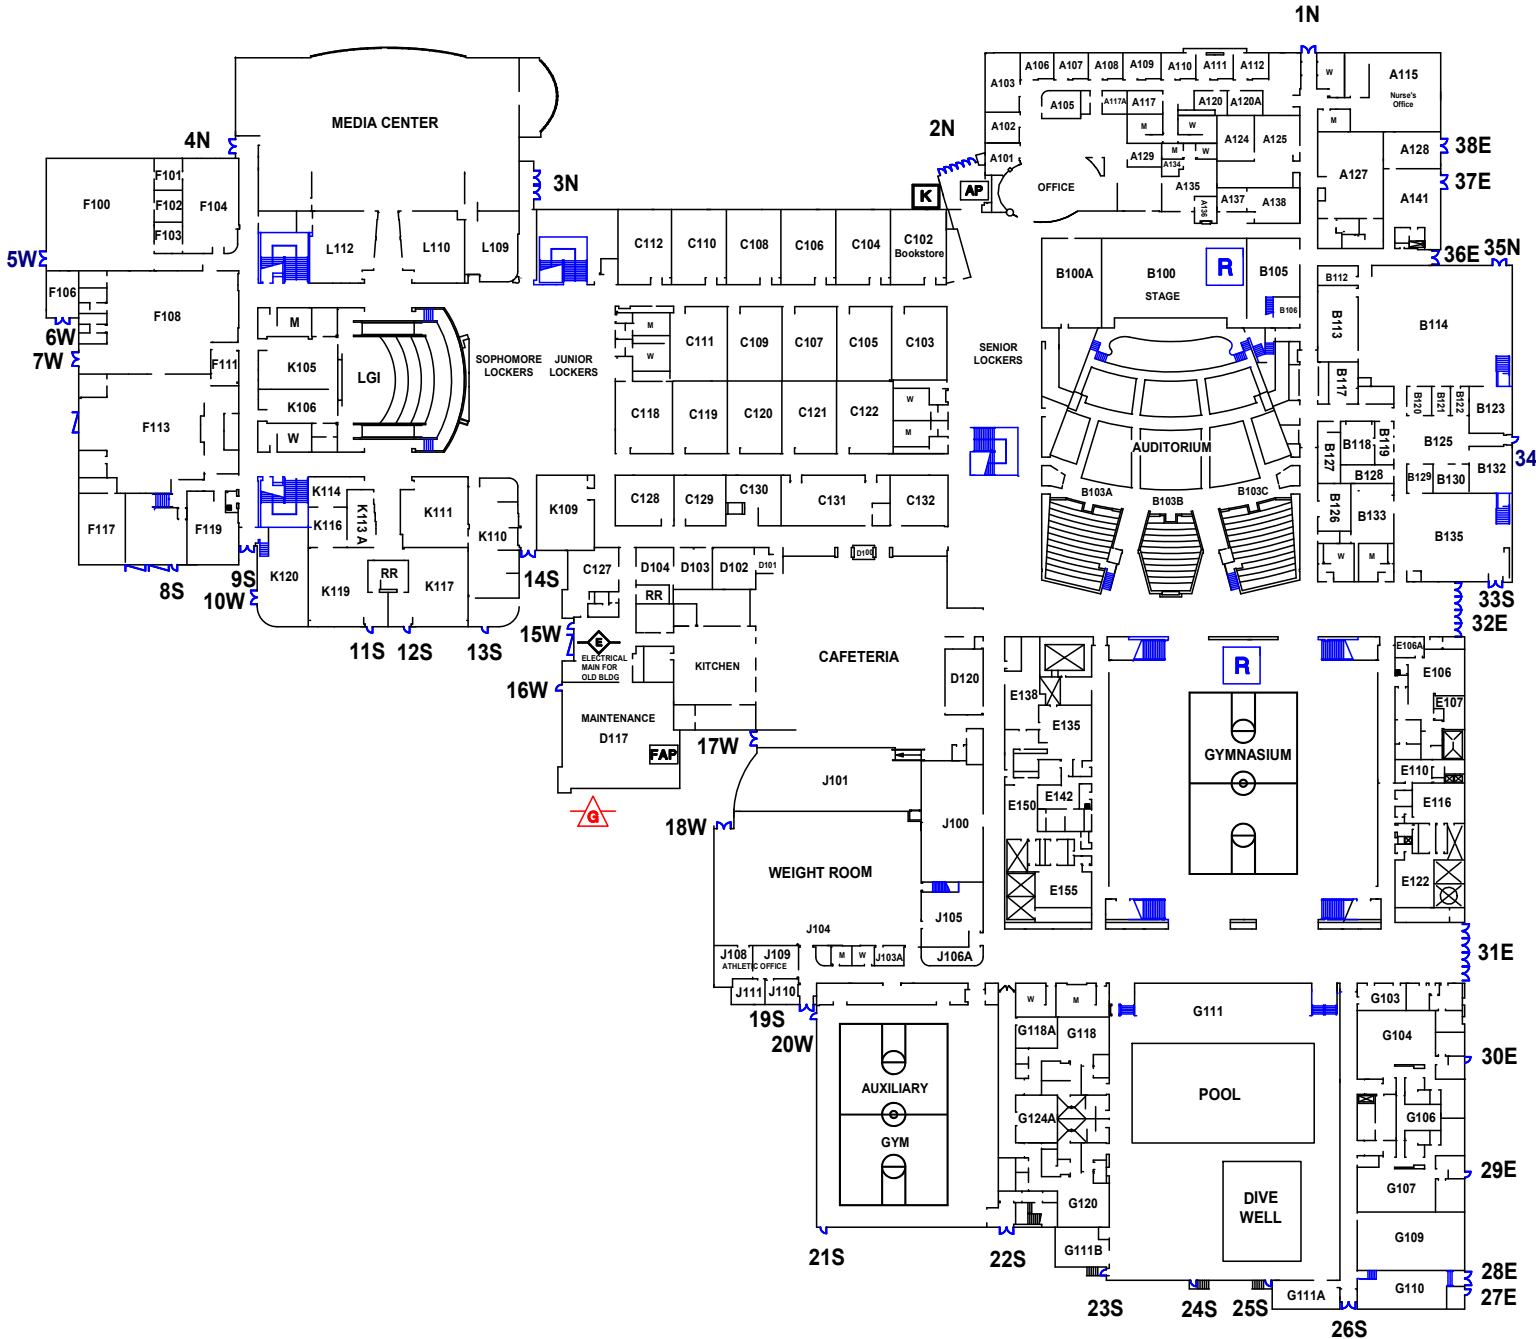 1N
A106
A107
A108
A109
A110
A111
A112
W
A115
Nurse's
Office
A103
A105
A117A
A117
A120
A120A
M
MEDIA CENTER
4N
2N
A102
M
W
A124
A125
A101
A129
M
W
A134
A128
38E
A127
3N
K
AP
OFFICE
A135
A136
A137
A138
A141
37E
F100
F101
F102
F103
F104
L112
L110
L109
C112
C110
C108
C106
C104
C102
Bookstore
5W
36E
35N
B100A
B100
STAGE
R
B105
B106
B112
F106
F108
6W
7W
M
K105
K106
W
LGI
F111
SOPHOMORE
LOCKERS
JUNIOR
LOCKERS
M
W
C111
C109
C107
C105
C103
SENIOR
LOCKERS
B113
B114
B117
B120
B121
B122
B123
F113
C118
C119
C120
C121
C122
W
M
AUDITORIUM
B125
34
B127
B118
B119
B128
B129
B130
B132
F117
F119
K114
K116
K113A
K111
K110
K109
C128
C129
C130
C131
C132
B103A
B103B
B103C
B126
B133
B135
W
M
8S
9S
10W
K120
K119
RR
K117
14S
C127
D104
D103
D102
D101
D100
RR
33S
32E
11S
12S
13S
15W
E
ELECTRICAL
MAIN FOR
OLD BLDG
KITCHEN
CAFETERIA
D120
16W
MAINTENANCE
D117
FAP
17W
G
E138
E135
R
GYMNASIUM
E106A
E106
E107
E110
J101
J100
E142
E150
E116
18W
WEIGHT ROOM
E155
E122
J105
J104
J108
J109
ATHLETIC OFFICE
M
W
J103A
J106A
31E
J111
J110
19S
20W
W
M
G111
G103
G118A
G118
G104
30E
AUXILIARY
GYM
POOL
G124A
G106
29E
G120
DIVE
WELL
G107
G109
21S
22S
G111B
28E
27E
23S
24S
25S
G111A
G110
26S